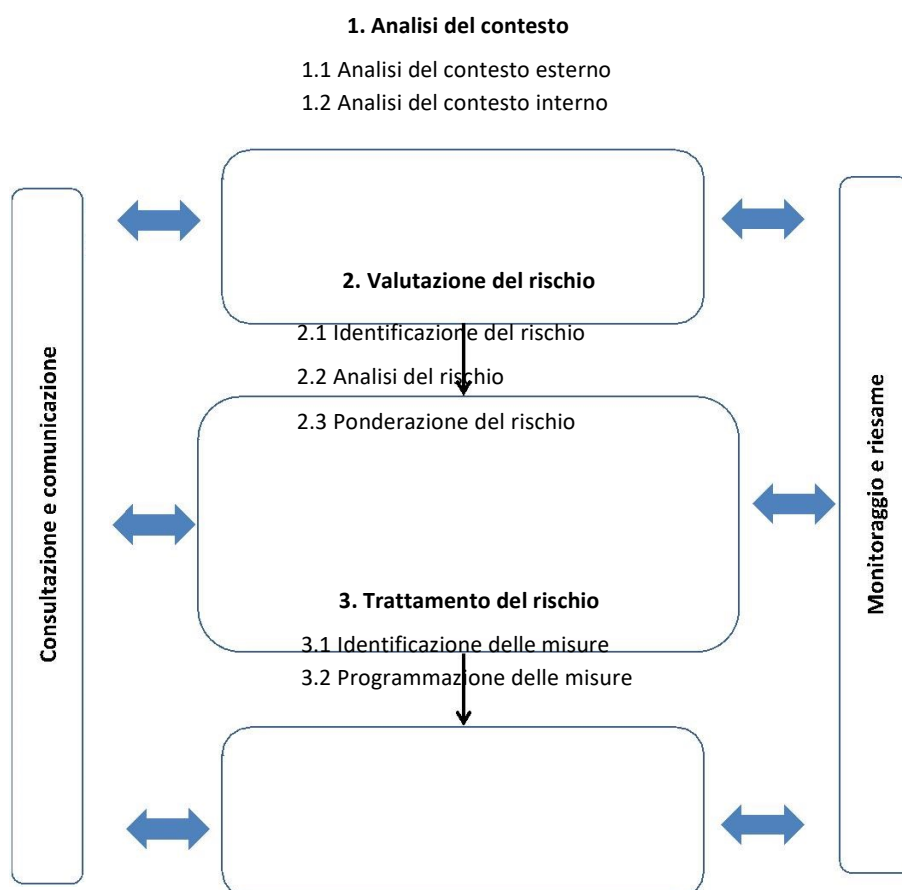 1. Analisi del contesto
1.1 Analisi del contesto esterno
1.2 Analisi del contesto interno
2. Valutazione del rischio
2.1 Identificazione del rischio
2.2 Analisi del rischio
2.3 Ponderazione del rischio
3. Trattamento del rischio
3.1 Identificazione delle misure
3.2 Programmazione delle misure
Consultazione e comunicazione
Monitoraggio e riesame